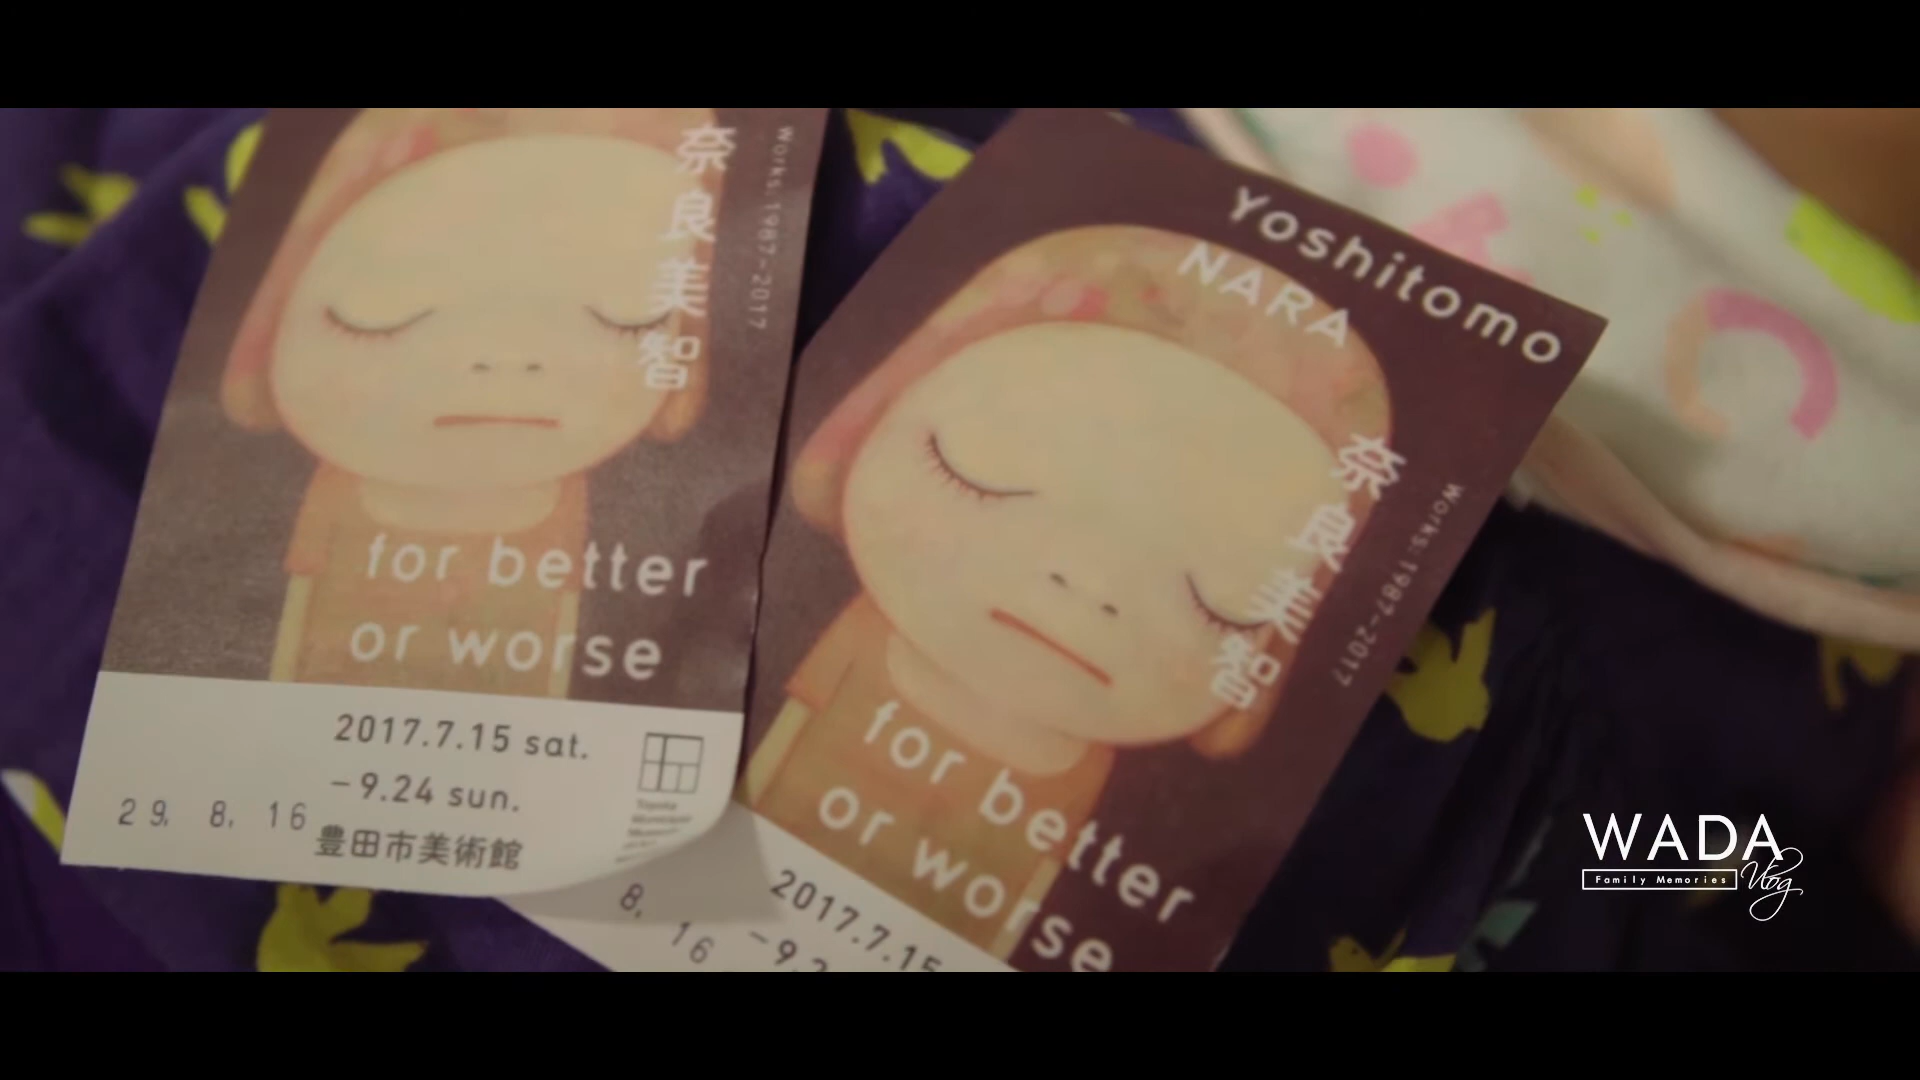 奈良美智
Works:1987-2017
for better
or worse
2017.7.15 sat.
- 9.24 sun.
29. 8. 16
豊田市美術館
Toyota
Municipal
Yoshitomo
NARA
奈良美智
Works:1987-2017
for better
or worse
2017.7.15
8. 16
WADA
Family Memories
Vlog